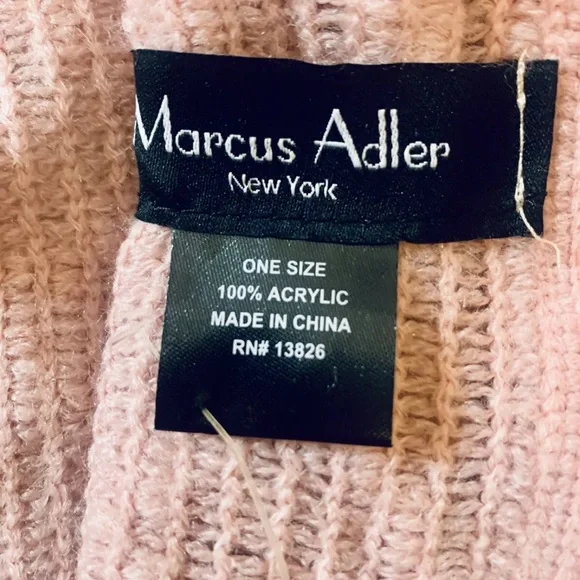 Marcus Adler
New York
ONE SIZE
100% ACRYLIC
MADE IN CHINA
RN# 13826